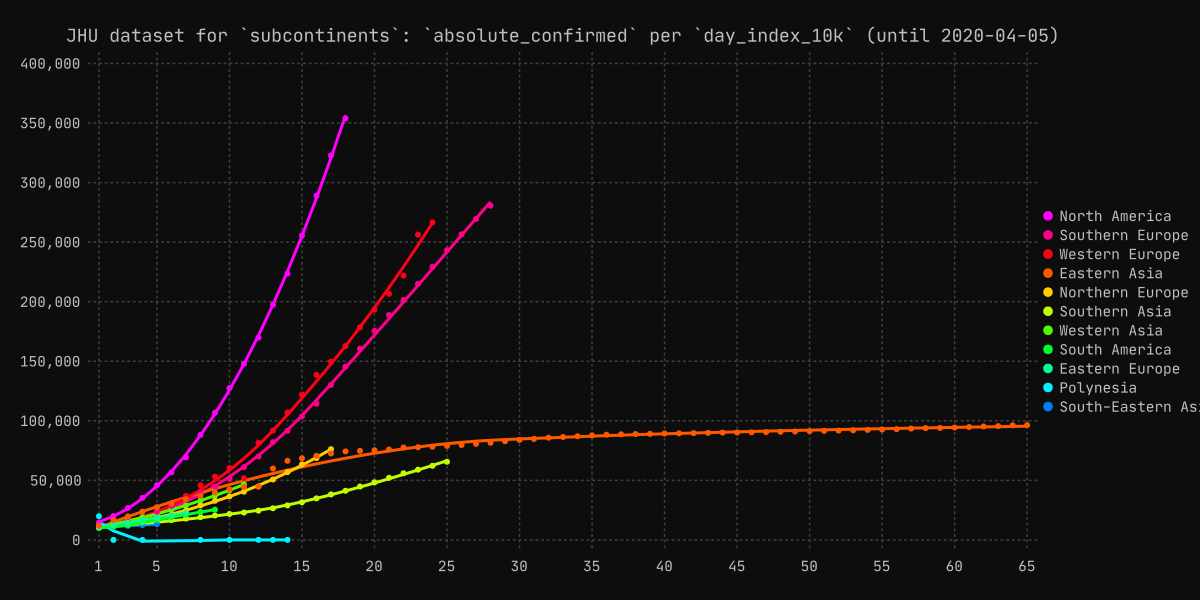 JHU dataset for `subcontinents`: `absolute_confirmed` per `day_index_10k` (until 2020-04-05)
400,000
350,000
300,000
250,000
200,000
150,000
100,000
50,000
0
1 5 10 15 20 25 30 35 40 45 50 55 60 65
North America
Southern Europe
Western Europe
Eastern Asia
Northern Europe
Southern Asia
Western Asia
South America
Eastern Europe
Polynesia
South-Eastern Asi